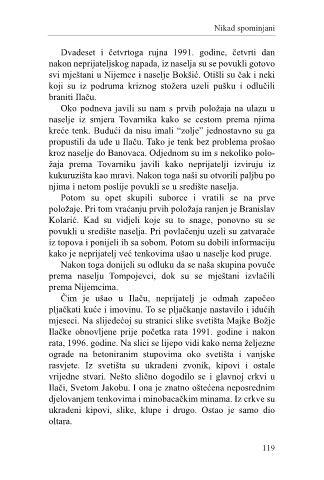 Nikad spominjani
Dvadeset i četvrtoga rujna 1991. godine, četvrti dan
nakon neprijateljskog napada, iz naselja su se povukli gotovo
svi mještani u Nijemce i naselje Bokšić. Otišli su čak i neki
koji su iz podruma kriznog stožera uzeli pušku i odlučili
braniti Ilaču.
Oko podneva javili su nam s prvih položaja na ulazu u
naselje iz smjera Tovarnika kako se cestom prema njima
kreće tenk. Budući da nisu imali “zolje” jednostavno su ga
propustili da uđe u Ilaču. Tako je tenk bez problema prošao
kroz naselje do Banovaca. Odjednom su im s nekoliko polo-
žaja prema Tovarniku javili kako neprijatelji izviruju iz
kukuruzišta kao mravi. Nakon toga naši su otvorili paljbu po
njima i netom poslije povukli se u središte naselja.
Potom su opet skupili suborce i vratili se na prve
položaje. Pri tom vraćanju prvih položaja ranjen je Branislav
Kolarić. Kad su vidjeli koje su to snage, ponovno su se
povukli u središte naselja. Pri povlačenju uzeli su zatvarače
iz topova i ponijeli ih sa sobom. Potom su dobili informaciju
kako je neprijatelj već tenkovima ušao u naselje kod pruge.
Nakon toga donijeli su odluku da se naša skupina povuče
prema naselju Tompojevci, dok su se mještani izvlačili
prema Nijemcima.
Čim je ušao u Ilaču, neprijatelj je odmah započeo
pljačkati kuće i imovinu. To se pljačkanje nastavilo i idućih
mjeseci. Na slijedećoj su stranici slike svetišta Majke Božje
Ilačke obnovljene prije početka rata 1991. godine i nakon
rata, 1996. godine. Na slici se lijepo vidi kako nema željezne
ograde na betoniranim stupovima oko svetišta i vanjske
rasvjete. Iz svetišta su ukradeni zvonik, kipovi i ostale
vrijedne stvari. Nešto slično dogodilo se i glavnoj crkvi u
Ilači, Svetom Jakobu. I ona je znatno oštećena neposrednim
djelovanjem tenkovima i minobacačkim minama. Iz crkve su
ukradeni kipovi, slike, klupe i drugo. Ostao je samo dio
oltara.
119